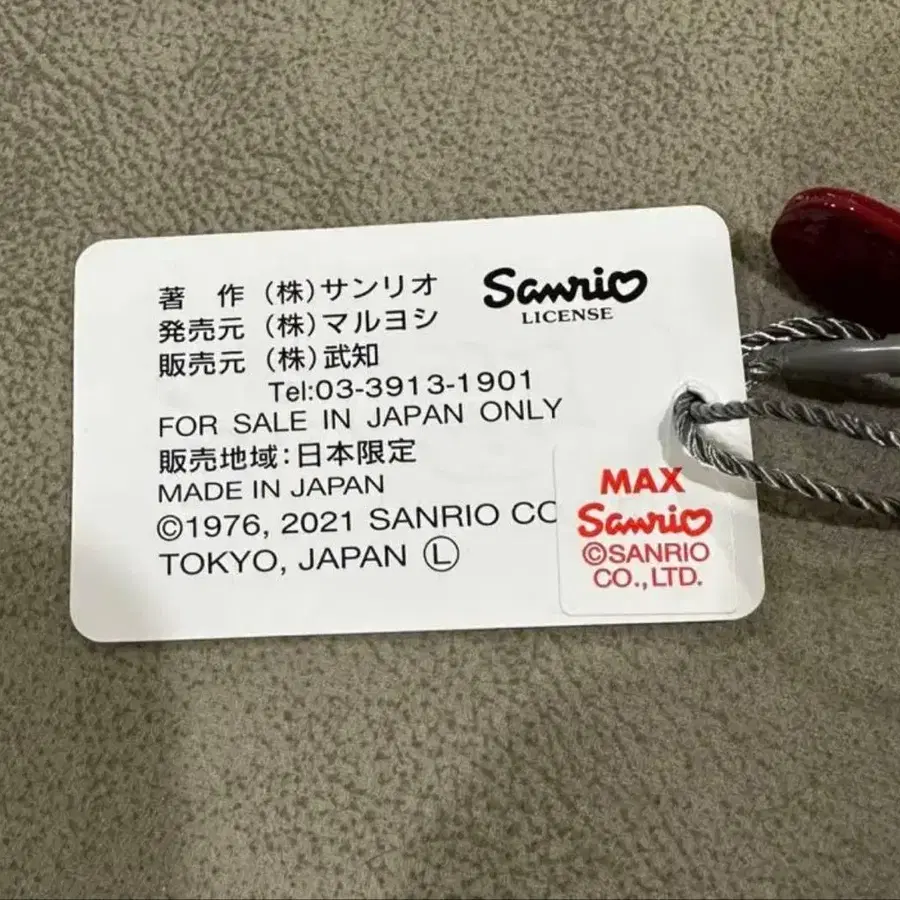 著　作 (株)サンリオ
Sanrio
LICENSE
発売元 (株)マルヨシ
販売元 (株)武知
Tel:03-3913-1901
FOR SALE IN JAPAN ONLY
販売地域:日本限定
MADE IN JAPAN
©1976, 2021 SANRIO
TOKYO, JAPAN Ⓛ
MAX
Sanrio
©SANRIO
CO.,LTD.